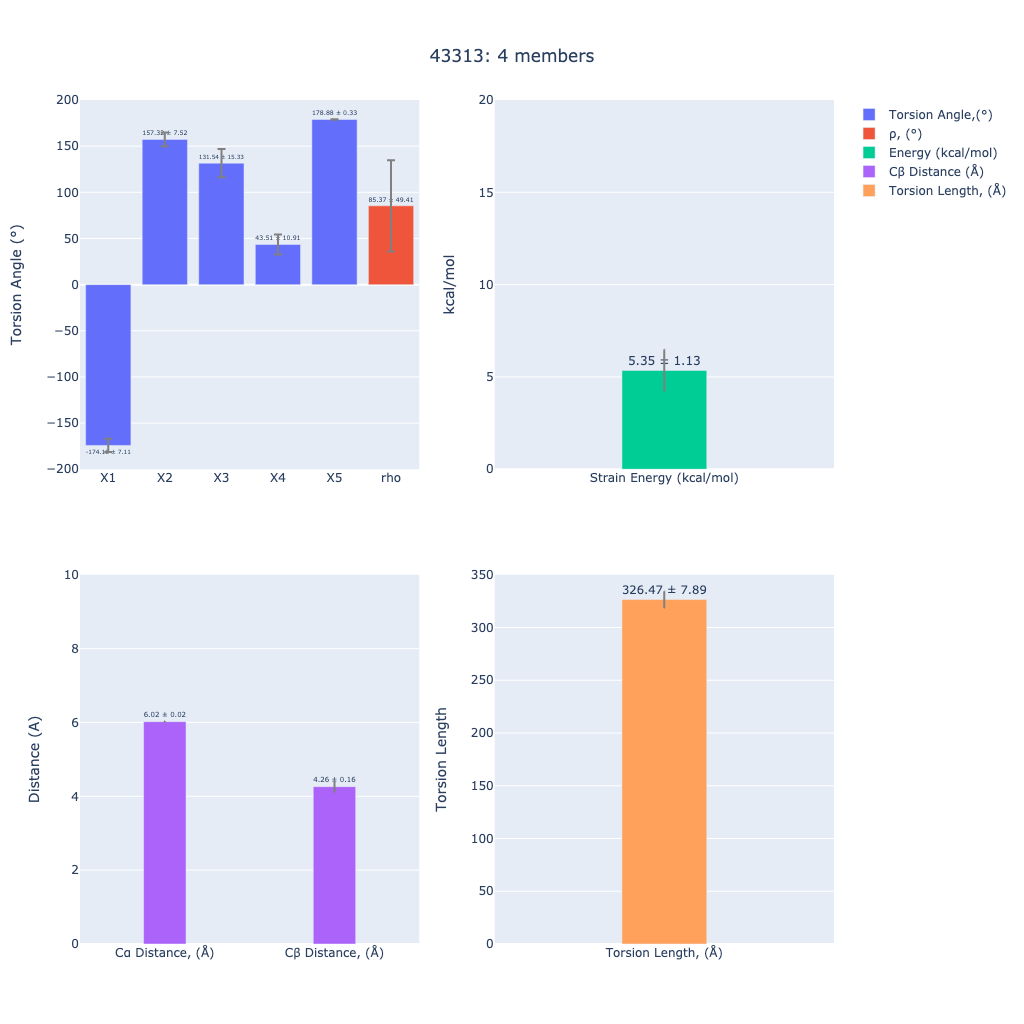 43313: 4 members
Torsion Angle (°)
200
150
100
50
0
−50
−100
−150
−200
± 7.11
± 7.52
131.54 ± 15.33
43.51 ± 10.91
178.88 ± 0.33
85.37 ± 49.41
X1 X2 X3 X4 X5 rho
kcal/mol
20
15
10
5
0
5.35 ± 1.13
Strain Energy (kcal/mol)
Torsion Angle,(°)
ρ, (°)
Energy (kcal/mol)
Cβ Distance (Å)
Torsion Length, (Å)
Distance (A)
10
8
6
4
2
0
6.02 ± 0.02
4.26 ± 0.16
Cα Distance, (Å) Cβ Distance, (Å)
Torsion Length
350
300
250
200
150
100
50
0
326.47 ± 7.89
Torsion Length, (Å)